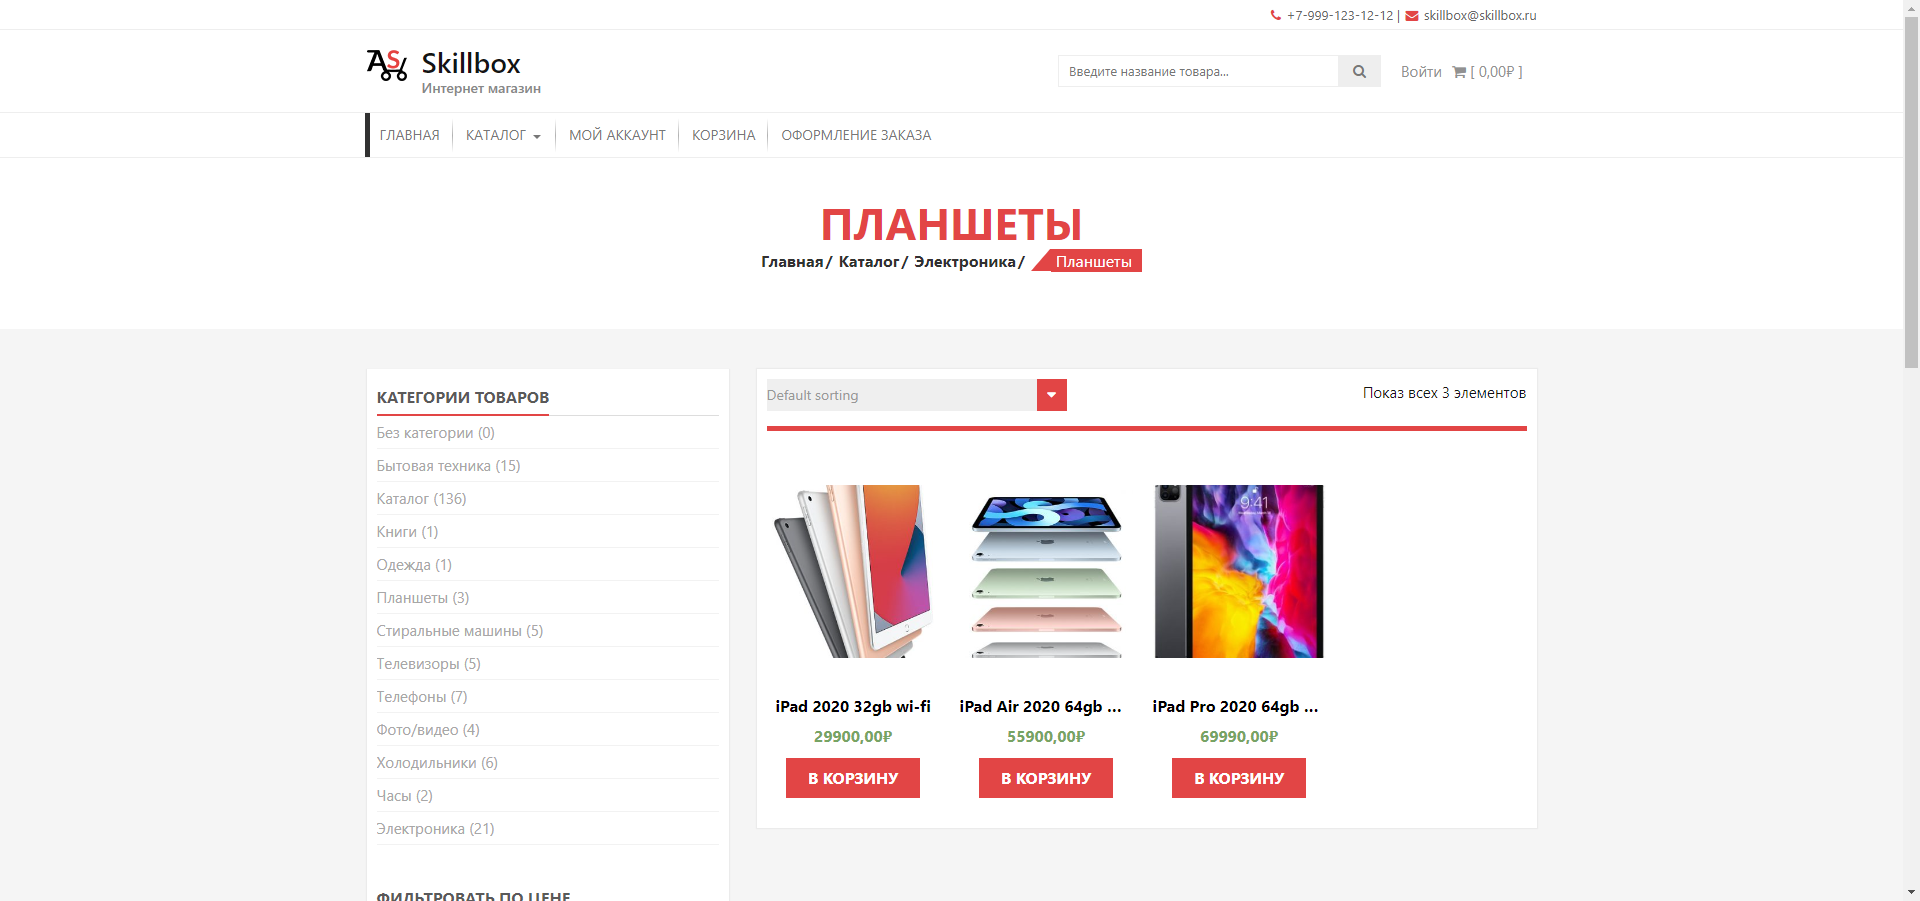 +7-999-123-12-12 | skillbox@skillbox.ru
AS
Skillbox
Интернет магазин
Введите название товара...
Войти [ 0,00₽ ]
ГЛАВНАЯ КАТАЛОГ МОЙ АККАУНТ КОРЗИНА ОФОРМЛЕНИЕ ЗАКАЗА
ПЛАНШЕТЫ
Главная/ Каталог/ Электроника/ Планшеты
КАТЕГОРИИ ТОВАРОВ
Без категории (0)
Бытовая техника (15)
Каталог (136)
Книги (1)
Одежда (1)
Планшеты (3)
Стиральные машины (5)
Телевизоры (5)
Телефоны (7)
Фото/видео (4)
Холодильники (6)
Часы (2)
Электроника (21)
ФИЛЬТРОВАТЬ ПО ЦЕНЕ
Default sorting
Показ всех 3 элементов
9:41
iPad 2020 32gb wi-fi
29900,00₽
В КОРЗИНУ
iPad Air 2020 64gb ...
55900,00₽
В КОРЗИНУ
iPad Pro 2020 64gb ...
69990,00₽
В КОРЗИНУ